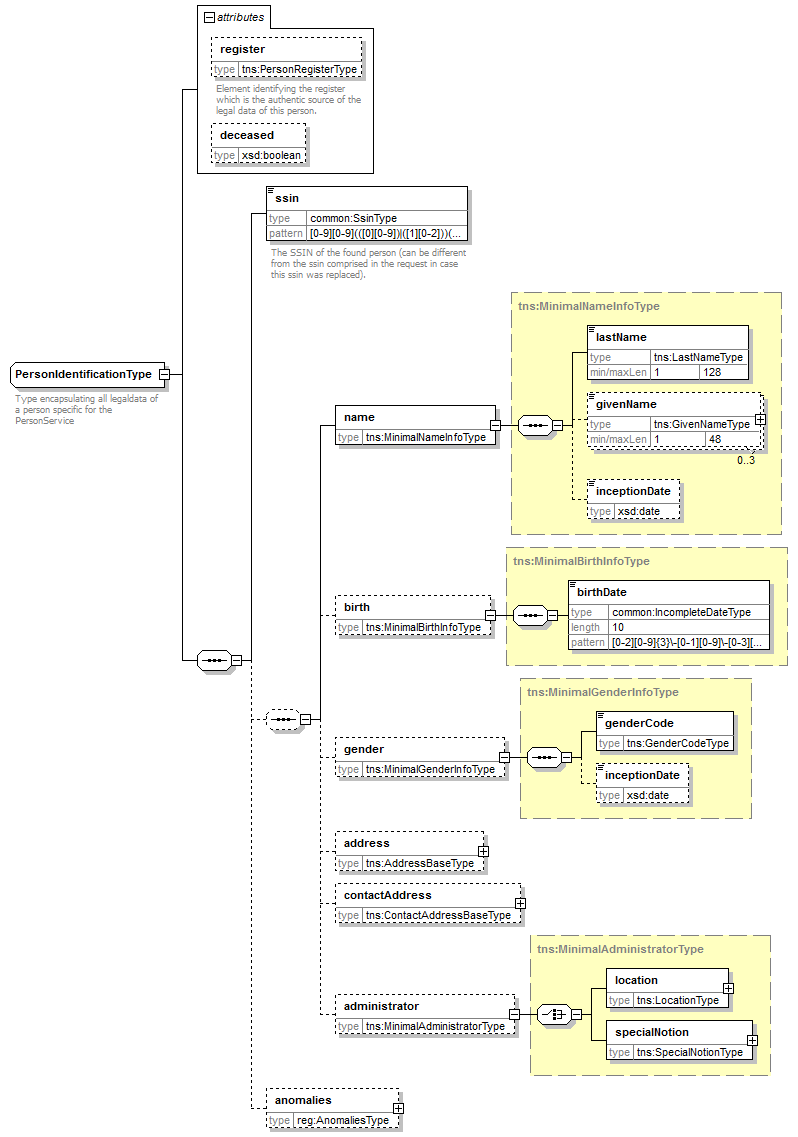 attributes
register
type tns:PersonRegisterType
Element identifying the register
which is the authentic source of the
legal data of this person.
deceased
type xsd:boolean
ssin
type common:SsinType
pattern [0-9][0-9](([0][0-9])|([1][0-2]))(...
The SSIN of the found person (can be different
from the ssin comprised in the request in case
this ssin was replaced).
PersonIdentificationType
Type encapsulating all legaldata of
a person specific for the
PersonService
tns:MinimalNameInfoType
lastName
type tns:LastNameType
min/maxLen 1 128
name
type tns:MinimalNameInfoType
givenName
type tns:GivenNameType
min/maxLen 1 48
0..3
inceptionDate
type xsd:date
tns:MinimalBirthInfoType
birth
type tns:MinimalBirthInfoType
birthDate
type common:IncompleteDateType
length 10
pattern [0-2][0-9]{3}\-[0-1][0-9]\-[0-3][...
tns:MinimalGenderInfoType
gender
type tns:MinimalGenderInfoType
genderCode
type tns:GenderCodeType
inceptionDate
type xsd:date
address
type tns:AddressBaseType
contactAddress
type tns:ContactAddressBaseType
tns:MinimalAdministratorType
administrator
type tns:MinimalAdministratorType
location
type tns:LocationType
specialNotion
type tns:SpecialNotionType
anomalies
type reg:AnomaliesType